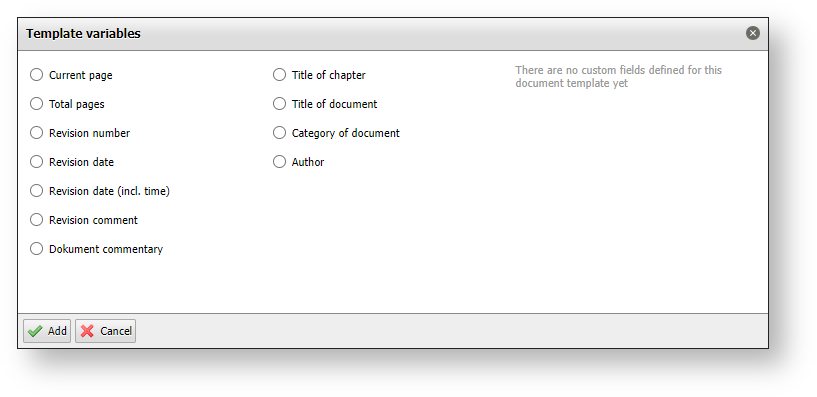 Template variables
Current page
Total pages
Revision number
Revision date
Revision date (incl. time)
Revision comment
Dokument commentary
Title of chapter
Title of document
Category of document
Author
There are no custom fields defined for this
document template yet
Add
Cancel